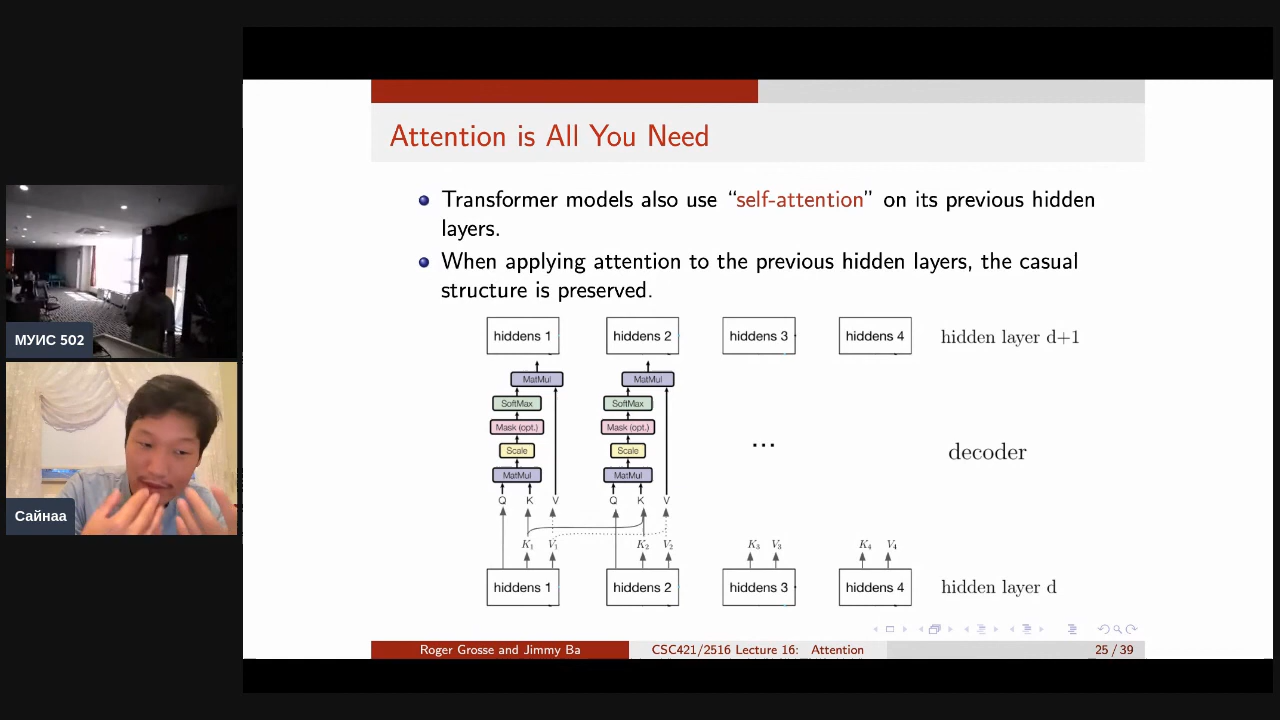 Attention is All You Need
Transformer models also use “self-attention” on its previous hidden
layers.
When applying attention to the previous hidden layers, the casual
structure is preserved.
hiddens 1 hiddens 2 hiddens 3 hiddens 4 hidden layer d+1
MatMul MatMul
SoftMax SoftMax
Mask (opt.) Mask (opt.)
... decoder
Scale Scale
MatMul MatMul
Q K V Q K V
K1 V1 K2 V2 K3 V3 K4 V4
hiddens 1 hiddens 2 hiddens 3 hiddens 4 hidden layer d
Roger Grosse and Jimmy Ba CSC421/2516 Lecture 16: Attention 25 / 39
МУИС 502
Сайнаа